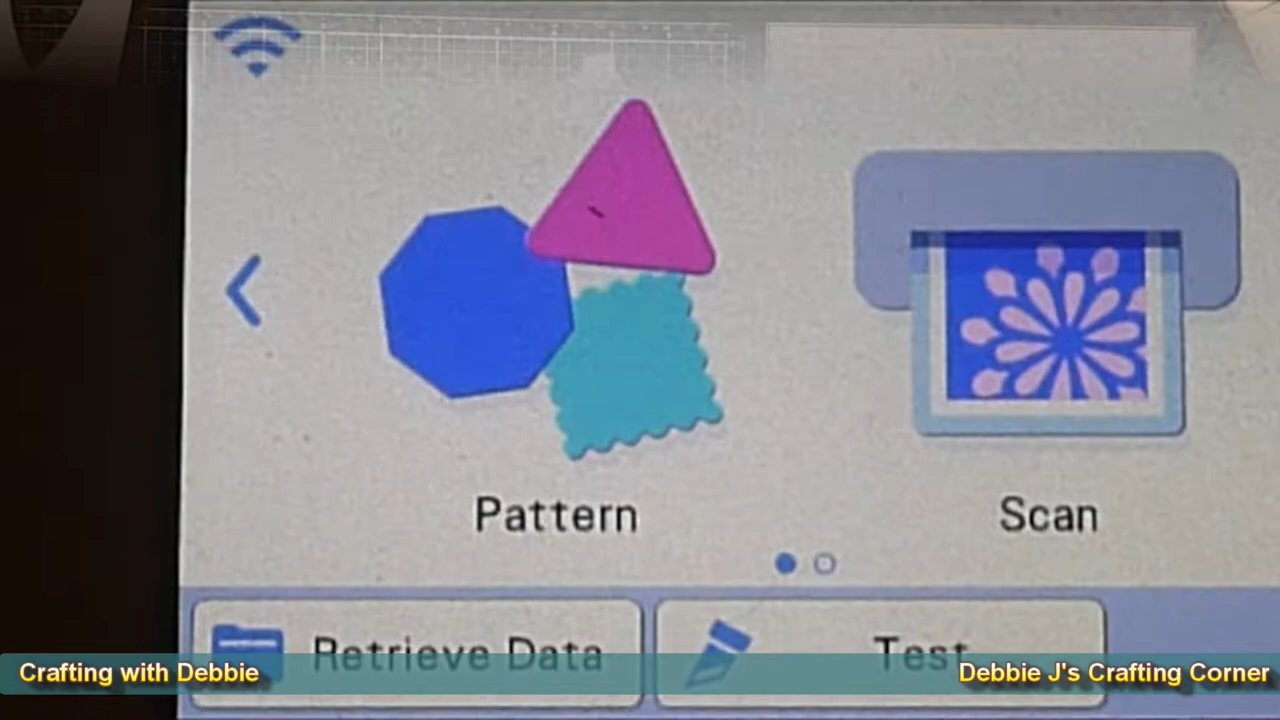 Pattern
Scan
Retrieve Data
Test
Crafting with Debbie
Debbie J's Crafting Corner